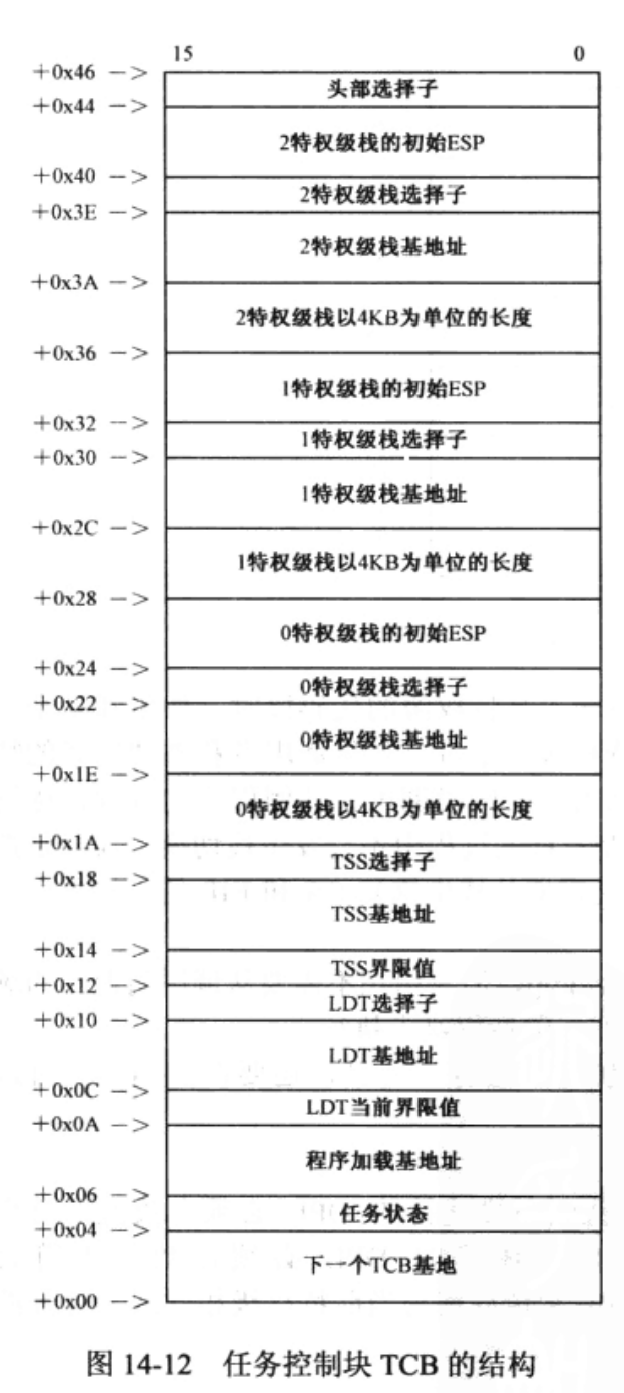 15 0
+0x46 -->
头部选择子
+0x44 -->
2特权级栈的初始ESP
+0x40 -->
2特权级栈选择子
+0x3E -->
2特权级栈基地址
+0x3A -->
2特权级栈以4KB为单位的长度
+0x36 -->
1特权级栈的初始ESP
+0x32 -->
1特权级栈选择子
+0x30 -->
1特权级栈基地址
+0x2C -->
1特权级栈以4KB为单位的长度
+0x28 -->
0特权级栈的初始ESP
+0x24 -->
0特权级栈选择子
+0x22 -->
0特权级栈基地址
+0x1E -->
0特权级栈以4KB为单位的长度
+0x1A -->
TSS选择子
+0x18 -->
TSS基地址
+0x14 -->
TSS界限值
+0x12 -->
LDT选择子
+0x10 -->
LDT基地址
+0x0C -->
LDT当前界限值
+0x0A -->
程序加载基地址
+0x06 -->
任务状态
+0x04 -->
下一个TCB基地
+0x00 -->
图 14-12 任务控制块 TCB 的结构